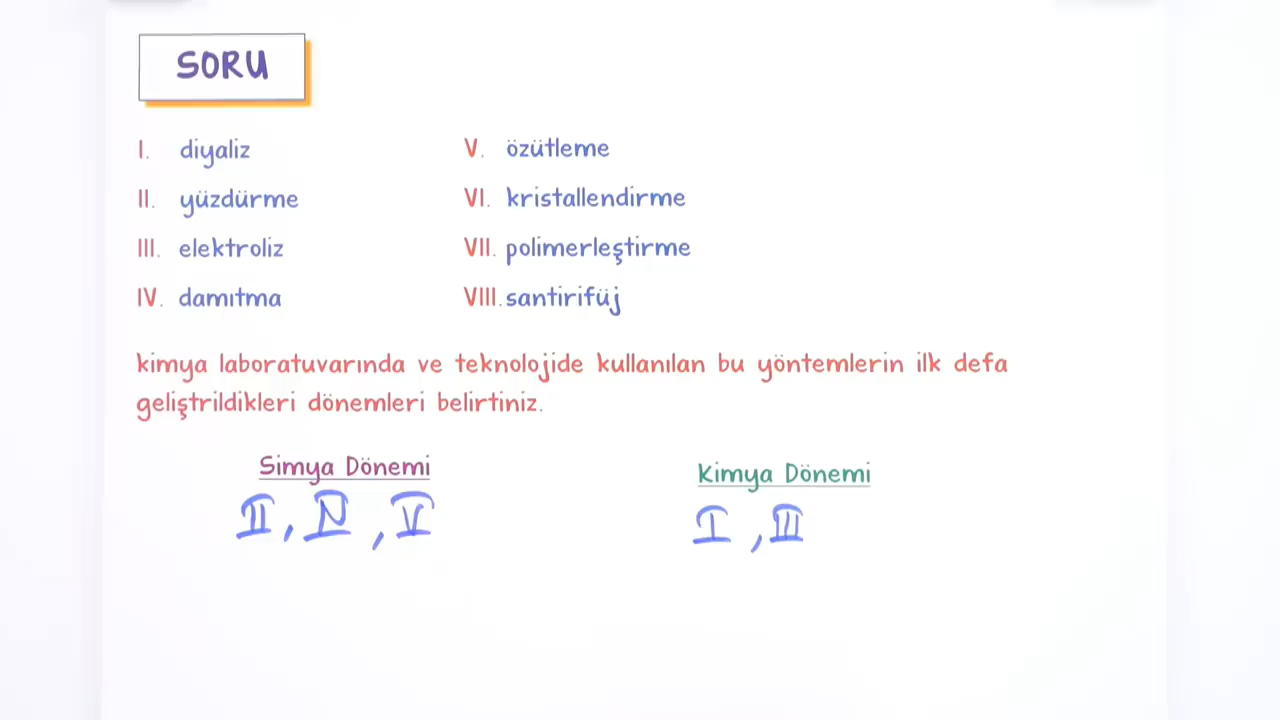 SORU
I. diyaliz
II. yüzdürme
III. elektroliz
IV. damıtma
V. özütleme
VI. kristallendirme
VII. polimerleştirme
VIII. santirifüj
kimya laboratuvarında ve teknolojide kullanılan bu yöntemlerin ilk defa
geliştrildikleri dönemleri belirtiniz.
Simya Dönemi
II, IV, V
Kimya Dönemi
I, III